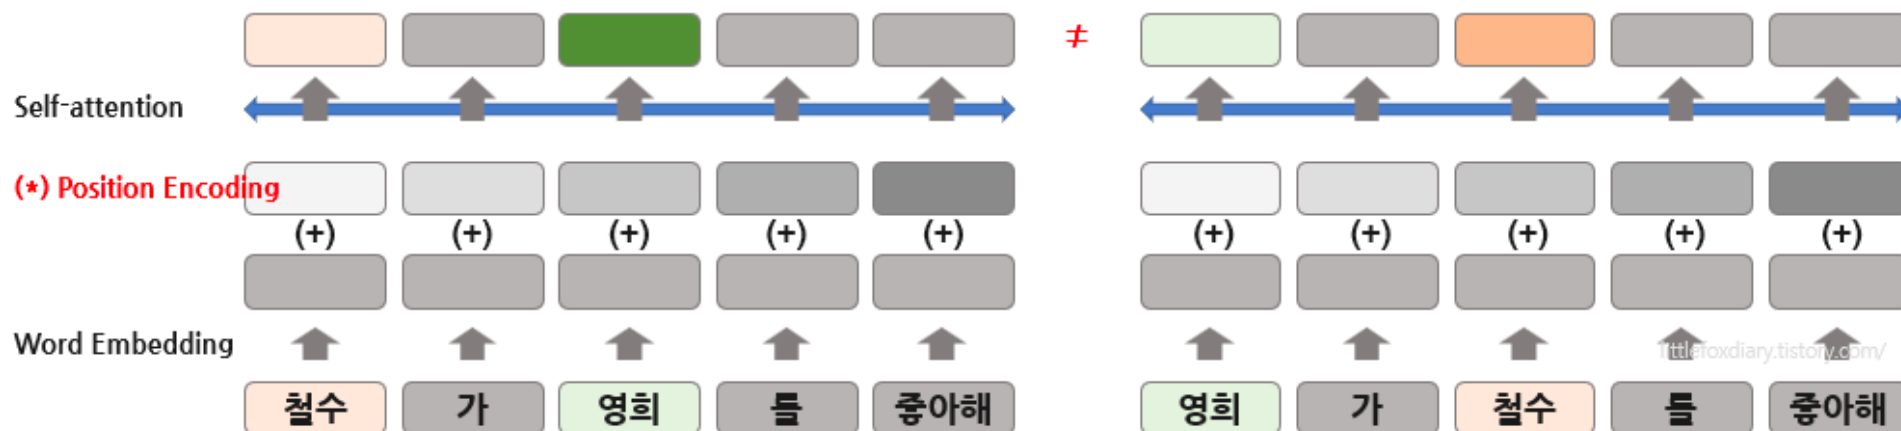 ≠
Self-attention
(*) Position Encoding
(+) (+) (+) (+) (+) (+) (+) (+) (+) (+)
Word Embedding
littlefoxdiary.tistory.com/
철수 가 영희 를 좋아해 영희 가 철수 를 좋아해